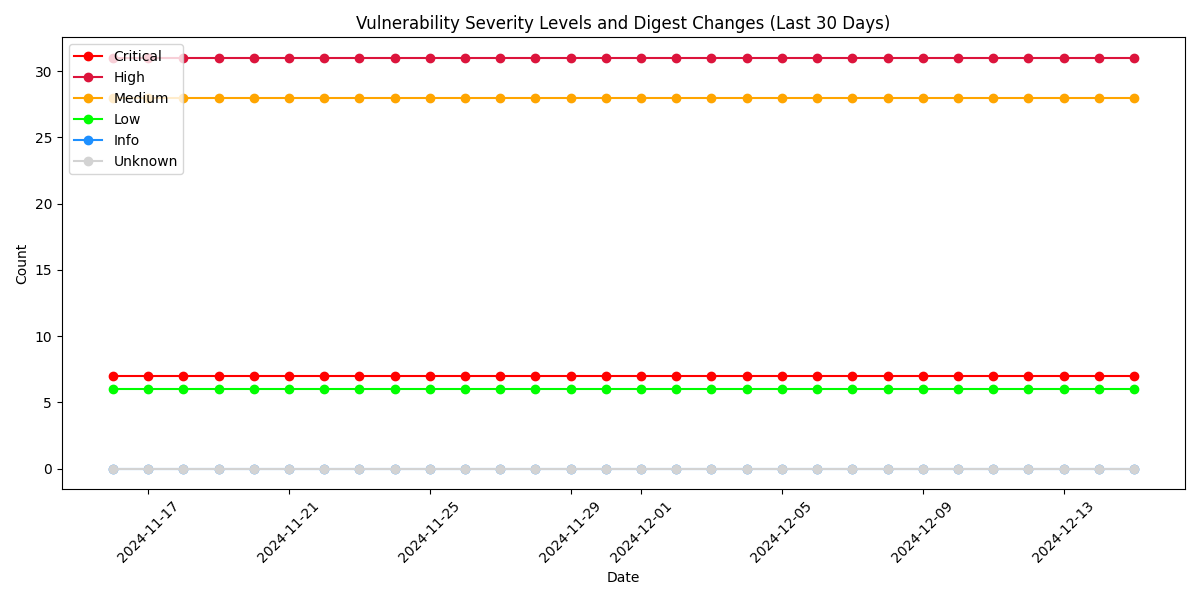 Vulnerability Severity Levels and Digest Changes (Last 30 Days)
Critical
High
Medium
Low
Info
Unknown
30
25
20
15
10
5
0
Count
2024-11-17
2024-11-21
2024-11-25
2024-11-29
2024-12-01
2024-12-05
2024-12-09
2024-12-13
Date